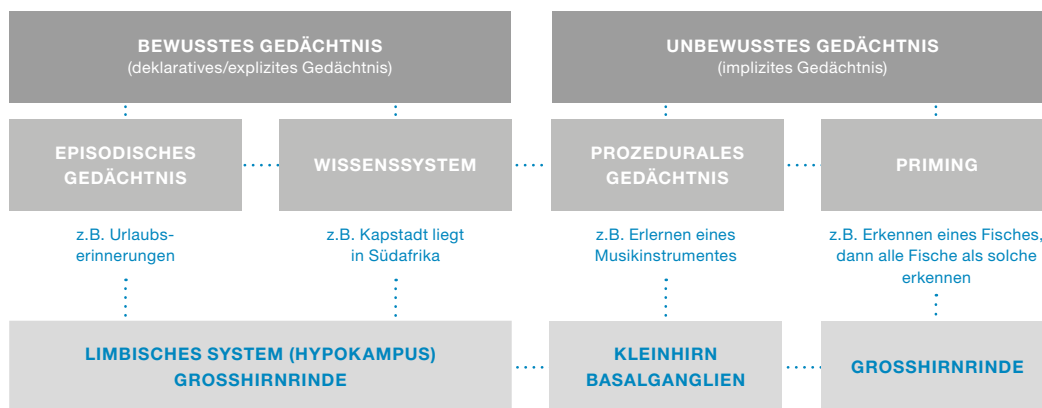 BEWUSSTES GEDÄCHTNIS
(deklaratives/explizites Gedächtnis)
UNBEWUSSTES GEDÄCHTNIS
(implizites Gedächtnis)
EPISODISCHES
GEDÄCHTNIS
WISSENSSYSTEM
PROZEDURALES
GEDÄCHTNIS
PRIMING
z.B. Urlaubs-
erinnerungen
z.B. Kapstadt liegt
in Südafrika
z.B. Erlernen eines
Musikinstrumentes
z.B. Erkennen eines Fisches,
dann alle Fische als solche
erkennen
LIMBISCHES SYSTEM (HYPOKAMPUS)
GROSSHIRNRINDE
KLEINHIRN
BASALGANGLIEN
GROSSHIRNRINDE